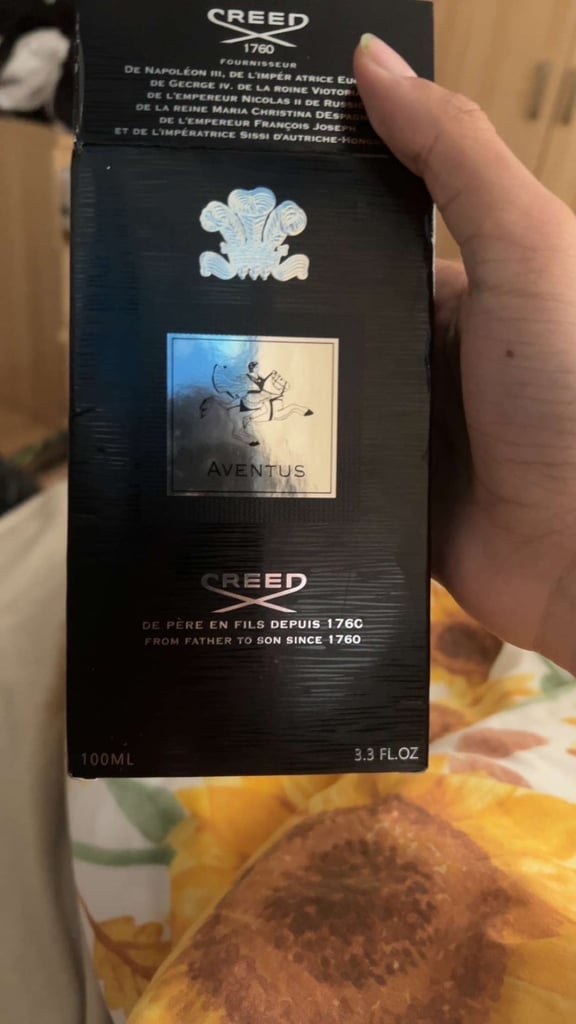 CREED
1760
FOURNISSEUR
DE NAPOLÉON III, DE L'IMPÉR ATRICE
DE GEORGE IV. DE LA ROINE
DE L'EMPEREUR NICOLAS II DE
DE LA REINE MARIA CHRISTINA
DE L'EMPEREUR FRANÇOIS JOSEPH
ET DE L'IMPÉRATRICE SISSI D'AUTRICHE-
AVENTUS
CREED
DE PÈRE EN FILS DEPUIS 1760
FROM FATHER TO SON SINCE 1760
100ML
3.3 FL.OZ